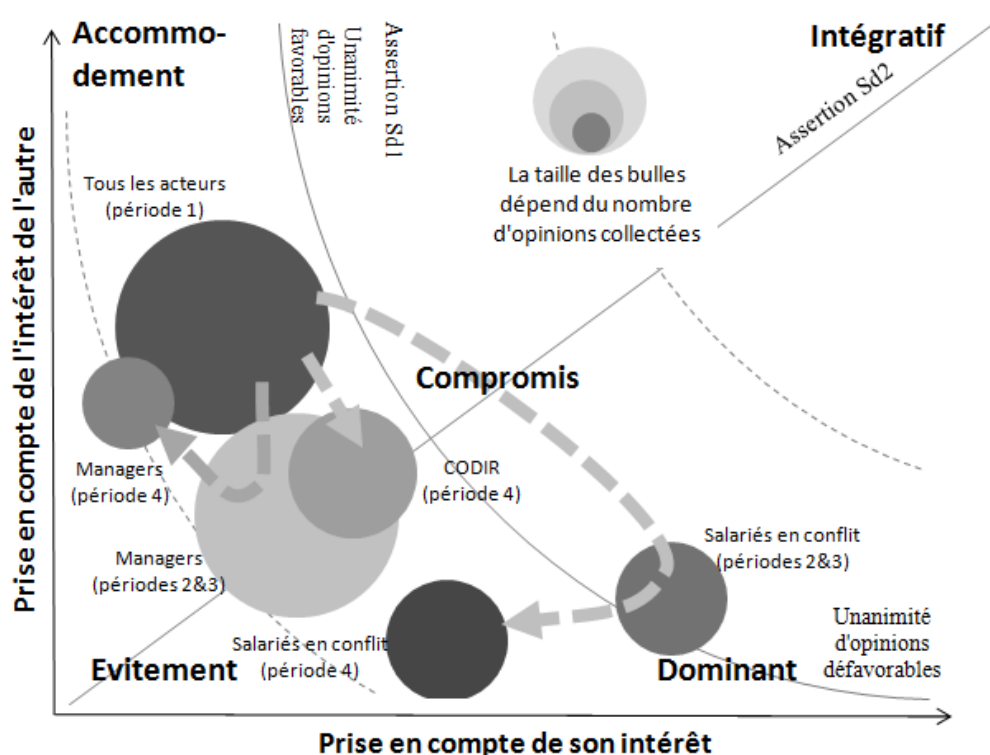 Accommo-
dement
Unanimité
d'opinions
favorables
Assertion Sd1
Intégratif
Assertion Sd2
La taille des bulles
dépend du nombre
d'opinions collectées
Tous les acteurs
(période 1)
Prise en compte de l'intérêt de l'autre
Compromis
Managers
(période 4)
CODIR
(période 4)
Managers
(périodes 2&3)
Salariés en conflit
(périodes 2&3)
Salariés en conflit
(période 4)
Evitement
Dominant
Unanimité
d'opinions
défavorables
Prise en compte de son intérêt